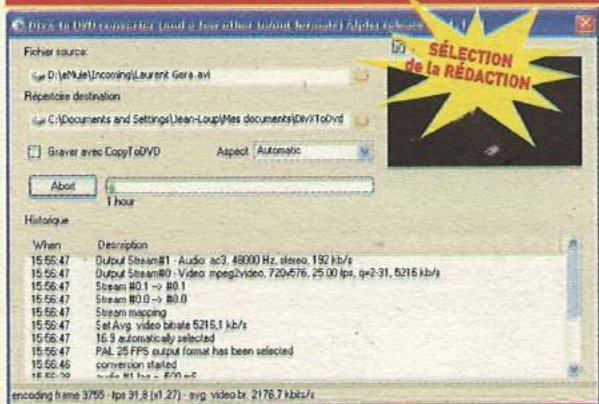 Divx to DVD converter (and a few other in/out formats) Alpha release
SÉLECTION
de la RÉDACTION
Fichier source:
D:\eMule\Incoming\Laurent Gera.avi
Répertoire destination
C:\Documents and Settings\Jean-Loup\Mes documents\DivXToDvd
Graver avec CopyToDVD Aspect Automatic
Abort
1 hour
Historique
When Description
15:56:47 Output Stream#1 - Audio: ac3, 48000 Hz, stereo, 192 kb/s
15:56:47 Output Stream#0 - Video: mpeg2video, 720x576, 25.00 fps, q=2-31, 5216 kb/s
15:56:47 Stream #0.1 -> #0.1
15:56:47 Stream #0.0 -> #0.0
15:56:47 Stream mapping
15:56:47 Set Avg. video bitrate 5216,1 kb/s
15:56:47 16:9 automatically selected
15:56:47 PAL 25 FPS output format has been selected
15:56:46 conversion started
encoding frame 3755 - fps 31,8 (x1.27) - avg. video br. 2176.7 kbits/s